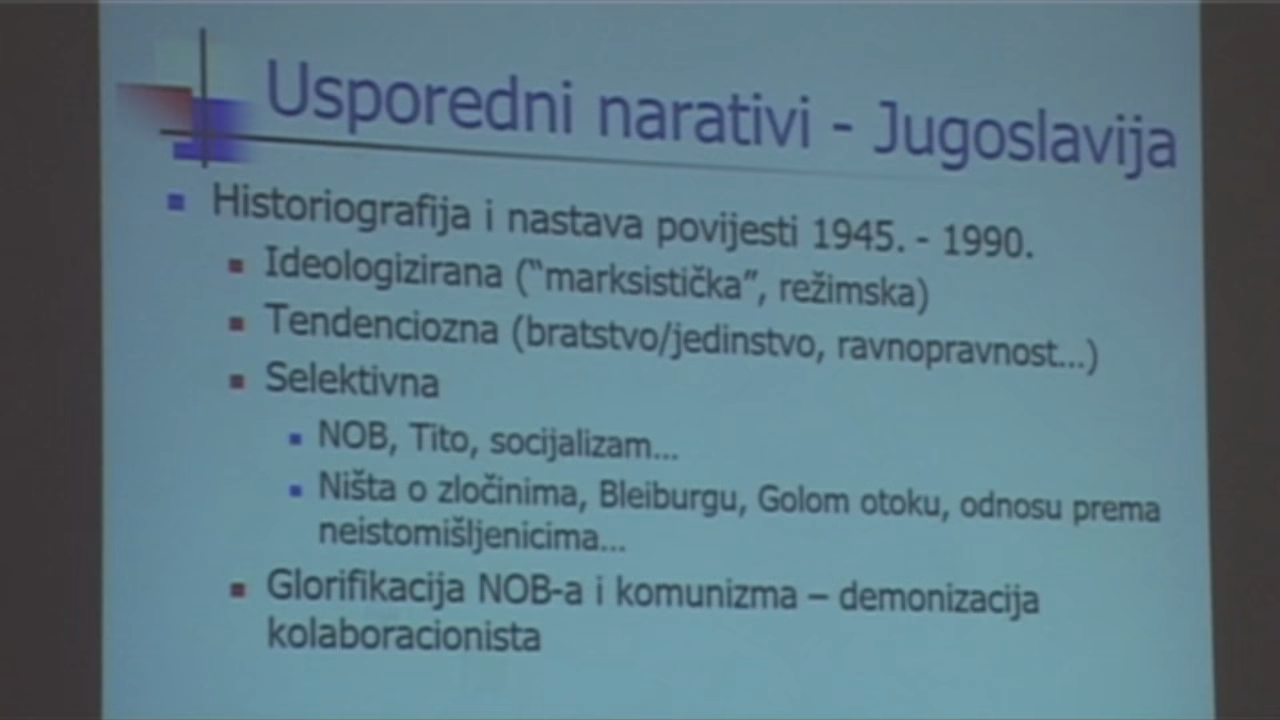 Usporedni narativi - Jugoslavija
Historiografija i nastava povijesti 1945. - 1990.
Ideologizirana (“marksistička”, režimska)
Tendenciozna (bratstvo/jedinstvo, ravnopravnost...)
Selektivna
NOB, Tito, socijalizam...
Ništa o zločinima, Bleiburgu, Golom otoku, odnosu prema
neistomišljenicima...
Glorifikacija NOB-a i komunizma – demonizacija
kolaboracionista